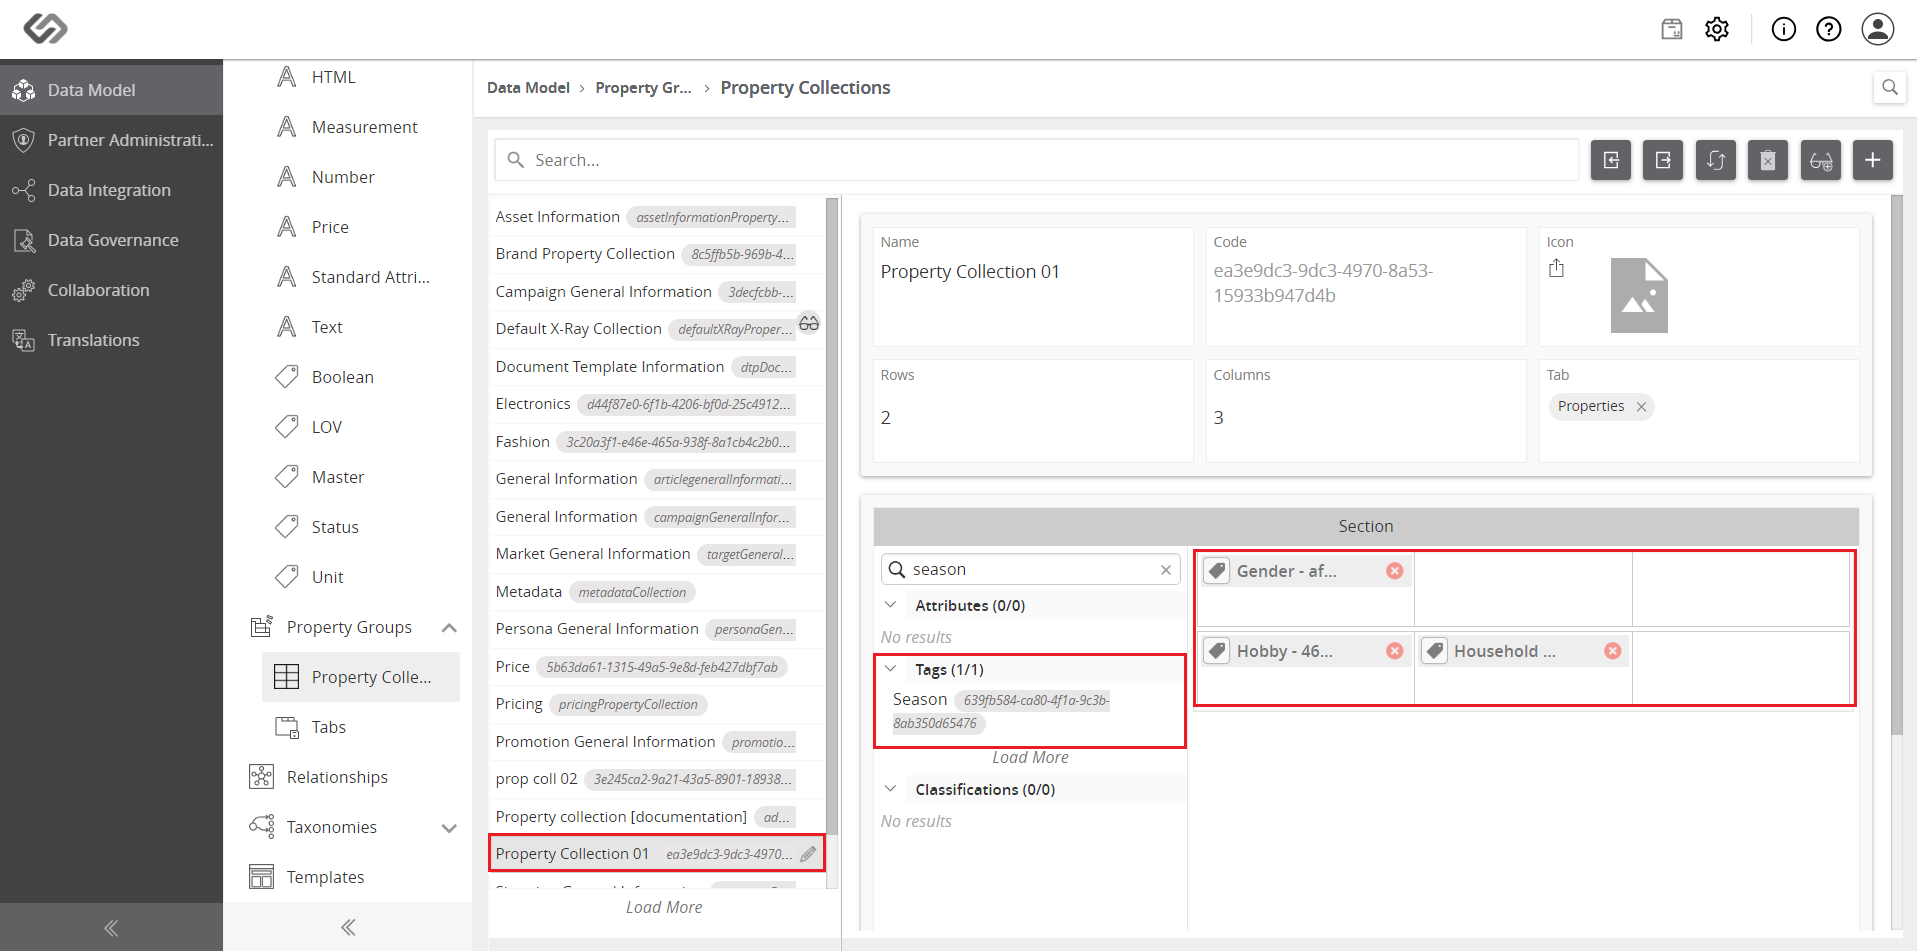 Data Model
Partner Administrati...
Data Integration
Data Governance
Collaboration
Translations
HTML
Measurement
Number
Price
Standard Attri...
Text
Boolean
LOV
Master
Status
Unit
Property Groups
Property Colle...
Tabs
Relationships
Taxonomies
Templates
Data Model > Property Gr... > Property Collections
Search...
Asset Information assetInformationProperty...
Brand Property Collection 8c5ffb5b-969b-4...
Campaign General Information 3decfcbb-...
Default X-Ray Collection defaultXRayProper...
Document Template Information dtpDoc...
Electronics d44f87e0-6f1b-4206-bf0d-25c4912...
Fashion 3c20a3f1-e46e-465a-938f-8a1cb4c2b0...
General Information articlegeneralInformati...
General Information campaignGeneralInfor...
Market General Information targetGeneral...
Metadata metadataCollection
Persona General Information personaGen...
Price 5b63da61-1315-49a5-9e8d-feb427dbf7ab
Pricing pricingPropertyCollection
Promotion General Information promotio...
prop coll 02 3e245ca2-9a21-43a5-8901-18938...
Property collection [documentation] ad...
Property Collection 01 ea3e9dc3-9dc3-4970...
Load More
Name
Property Collection 01
Code
ea3e9dc3-9dc3-4970-8a53-
15933b947d4b
Icon
Rows
2
Columns
3
Tab
Properties
Section
season
Attributes (0/0)
No results
Tags (1/1)
Season 639fb584-ca80-4f1a-9c3b-
8ab350d65476
Load More
Classifications (0/0)
No results
Gender - af...
Hobby - 46...
Household ...